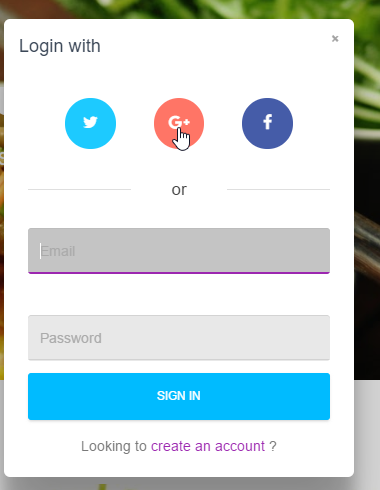 Login with
×
G+
f
or
Email
Password
SIGN IN
Looking to create an account ?